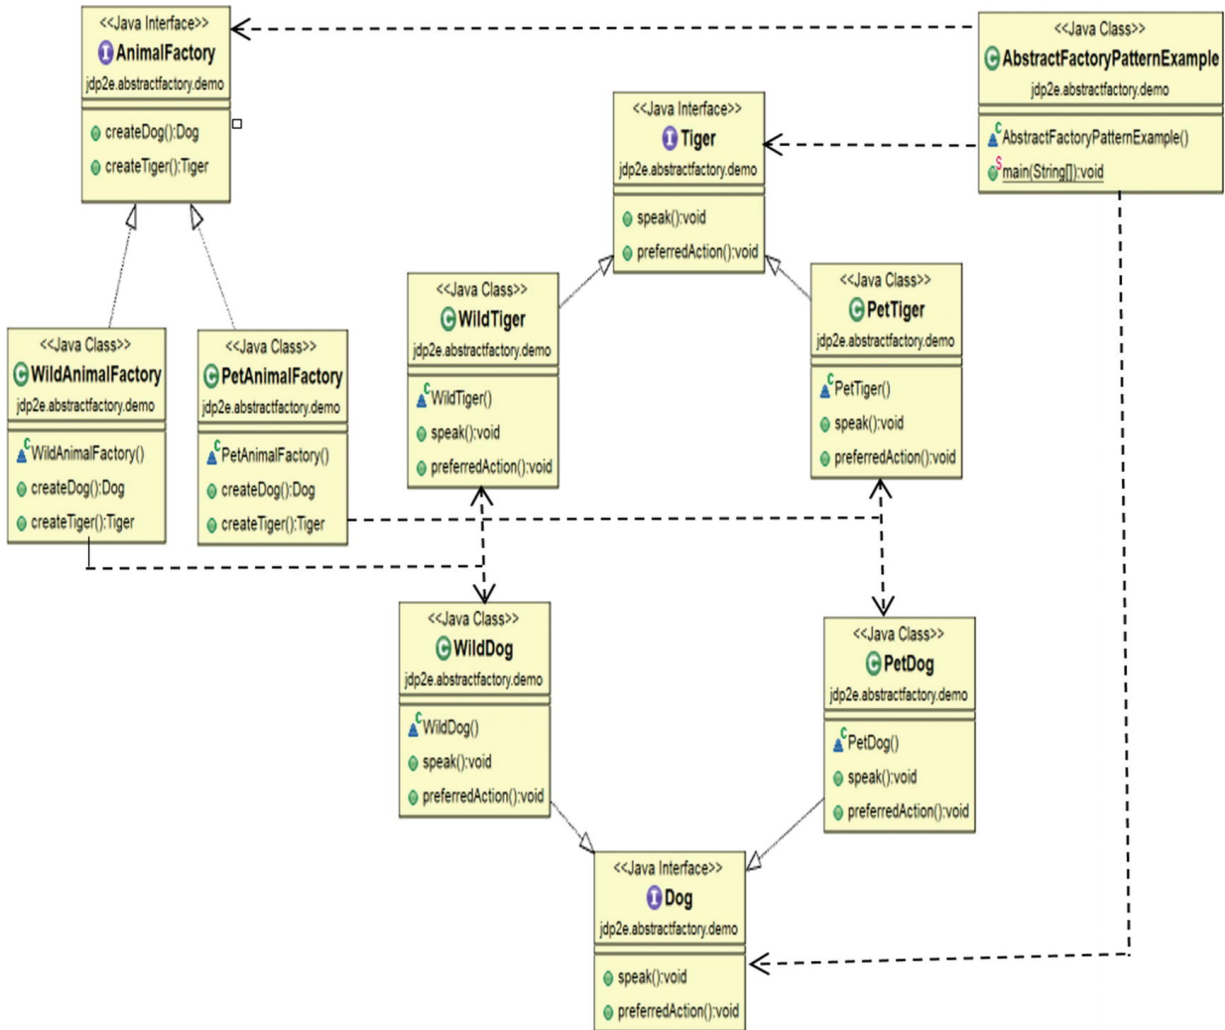 <<Java Interface>>
AnimalFactory
jdp2e.abstractfactory.demo
createDog():Dog
createTiger():Tiger
<<Java Class>>
AbstractFactoryPatternExample
jdp2e.abstractfactory.demo
AbstractFactoryPatternExample()
main(String[]):void
<<Java Interface>>
Tiger
jdp2e.abstractfactory.demo
speak():void
preferredAction():void
<<Java Class>>
WildAnimalFactory
jdp2e.abstractfactory.demo
WildAnimalFactory()
createDog():Dog
createTiger():Tiger
<<Java Class>>
PetAnimalFactory
jdp2e.abstractfactory.demo
PetAnimalFactory()
createDog():Dog
createTiger():Tiger
<<Java Class>>
WildTiger
jdp2e.abstractfactory.demo
WildTiger()
speak():void
preferredAction():void
<<Java Class>>
PetTiger
jdp2e.abstractfactory.demo
PetTiger()
speak():void
preferredAction():void
<<Java Class>>
WildDog
jdp2e.abstractfactory.demo
WildDog()
speak():void
preferredAction():void
<<Java Class>>
PetDog
jdp2e.abstractfactory.demo
PetDog()
speak():void
preferredAction():void
<<Java Interface>>
Dog
jdp2e.abstractfactory.demo
speak():void
preferredAction():void